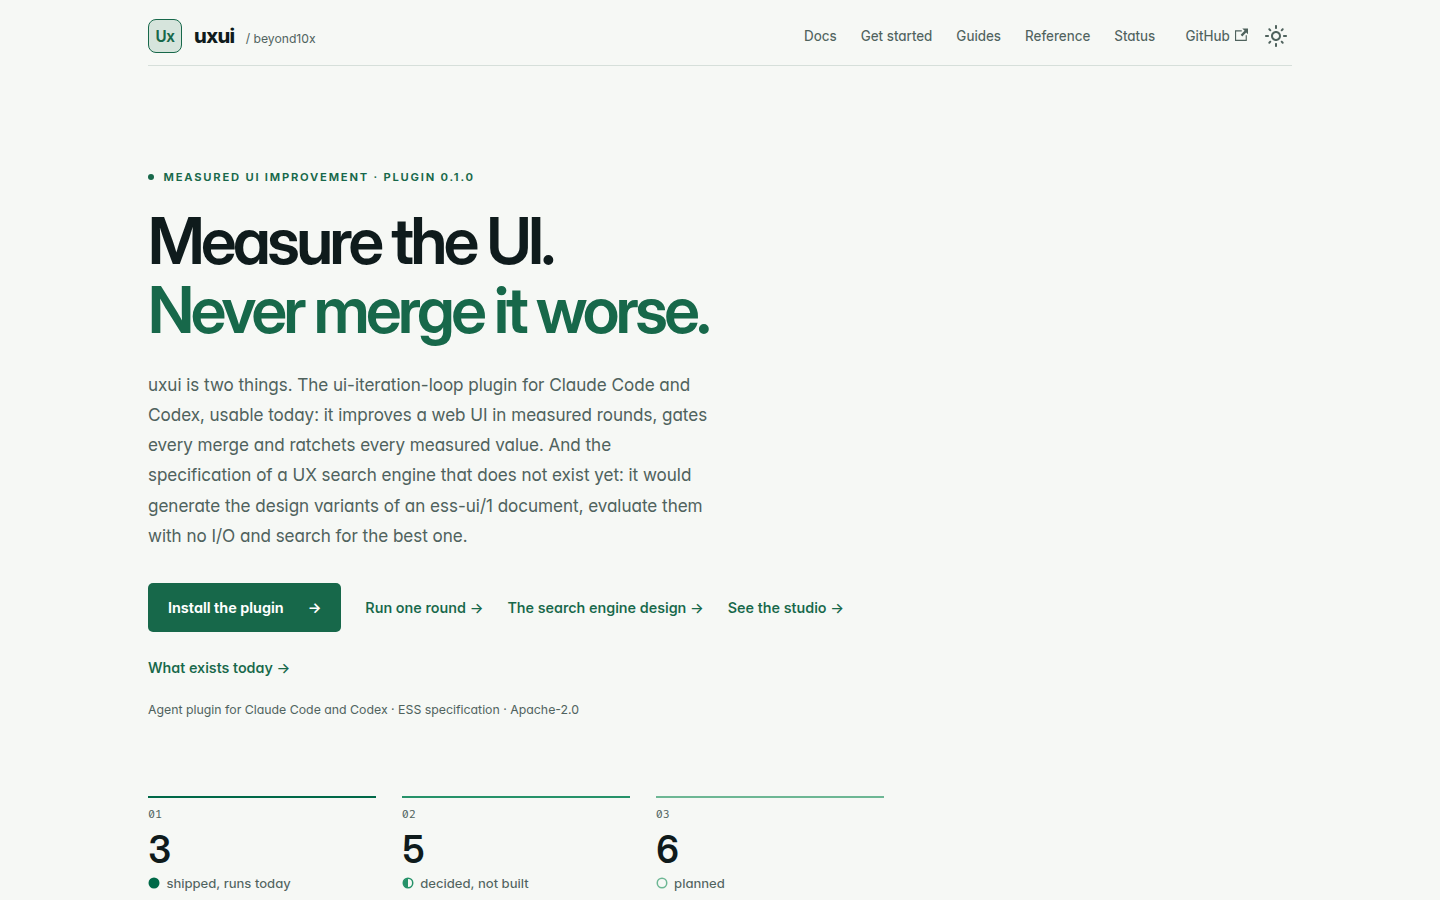 Ux uxui / beyond10x Docs Get started Guides Reference Status GitHub
MEASURED UI IMPROVEMENT · PLUGIN 0.1.0
Measure the UI.
Never merge it worse.
uxui is two things. The ui-iteration-loop plugin for Claude Code and
Codex, usable today: it improves a web UI in measured rounds, gates
every merge and ratchets every measured value. And the
specification of a UX search engine that does not exist yet: it would
generate the design variants of an ess-ui/1 document, evaluate them
with no I/O and search for the best one.
Install the plugin → Run one round → The search engine design → See the studio →
What exists today →
Agent plugin for Claude Code and Codex · ESS specification · Apache-2.0
01 02 03
3 5 6
shipped, runs today decided, not built planned